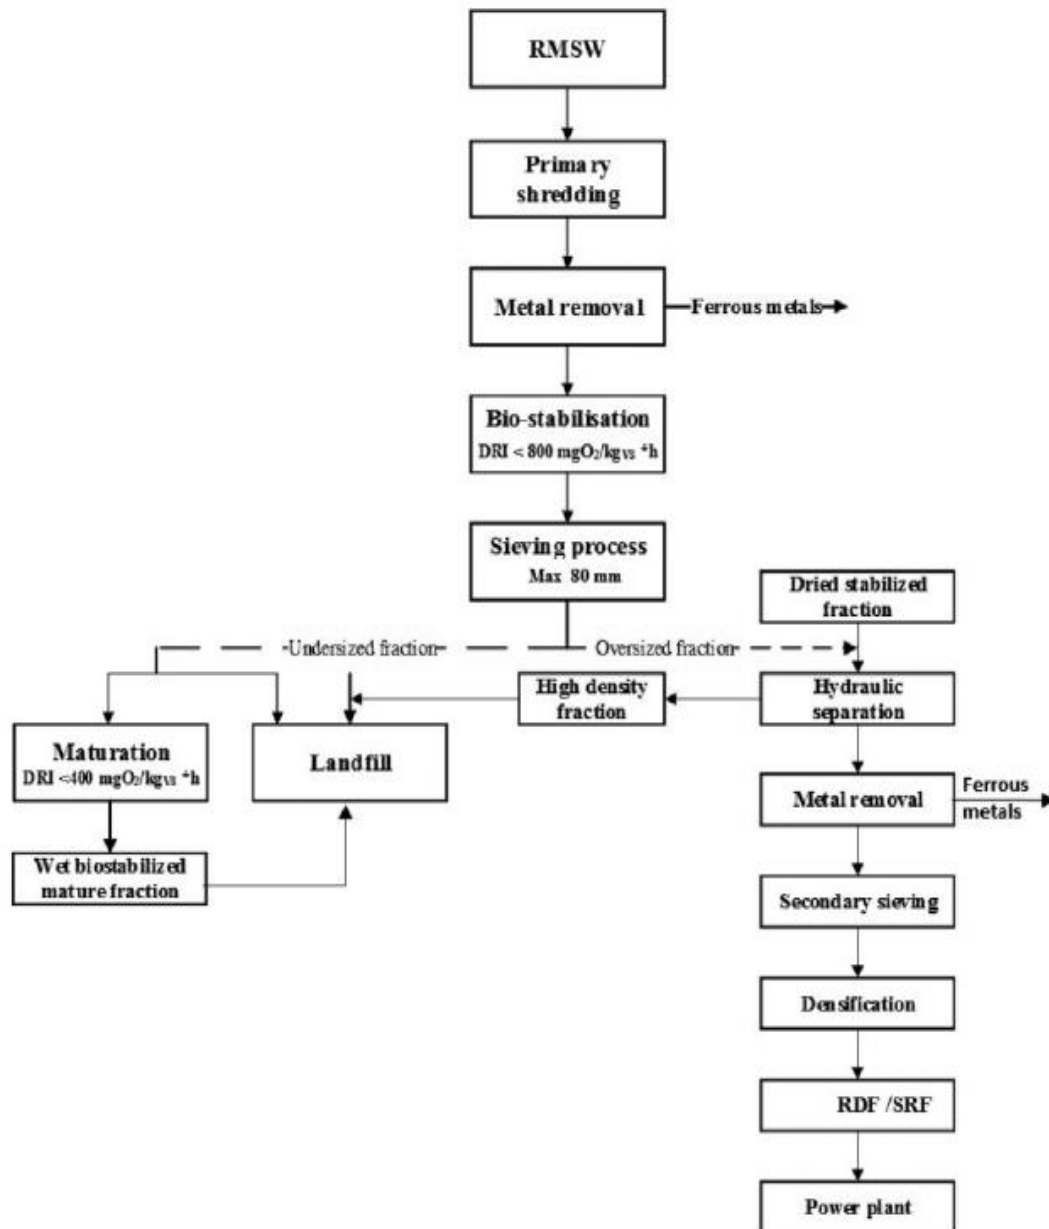 RMSW
Primary
shredding
Metal removal
Ferrous metals
Bio-stabilisation
DRI < 800 mgO₂/kgvs *h
Sieving process
Max 80 mm
Dried stabilized
fraction
Undersized fraction
Oversized fraction
High density
fraction
Hydraulic
separation
Maturation
DRI <400 mgO₂/kgvs *h
Landfill
Metal removal
Ferrous
metals
Wet biostabilized
mature fraction
Secondary sieving
Densification
RDF /SRF
Power plant